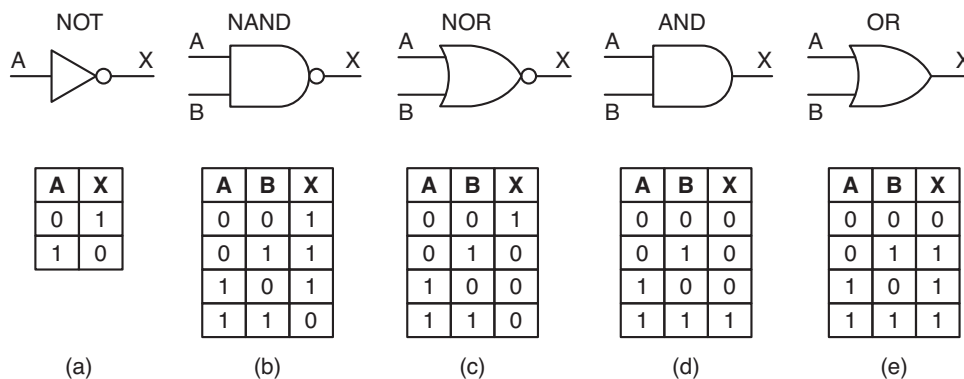 NOT NAND NOR AND OR
A X
A B X
A B X
A B X
A B X
A X
0 1
1 0
A B X
0 0 1
0 1 1
1 0 1
1 1 0
A B X
0 0 1
0 1 0
1 0 0
1 1 0
A B X
0 0 0
0 1 0
1 0 0
1 1 1
A B X
0 0 0
0 1 1
1 0 1
1 1 1
(a) (b) (c) (d) (e)